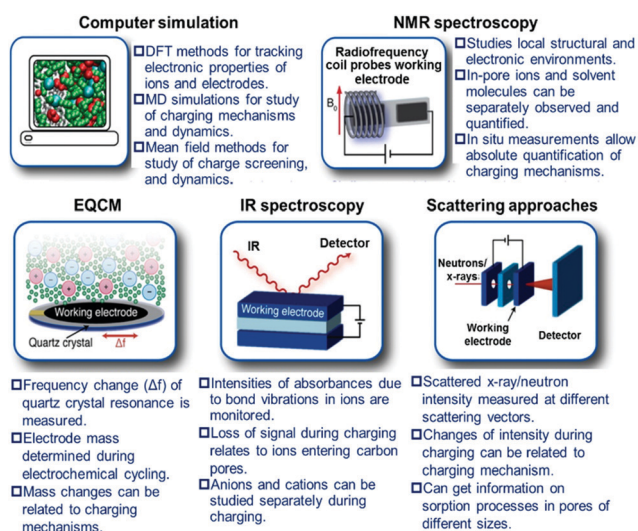 Computer simulation
DFT methods for tracking
electronic properties of
ions and electrodes.
MD simulations for study
of charging mechanisms
and dynamics.
Mean field methods for
study of charge screening,
and dynamics.
NMR spectroscopy
Radiofrequency
coil probes working
electrode
B₀
Studies local structural and
electronic environments.
In-pore ions and solvent
molecules can be
separately observed and
quantified.
In situ measurements allow
absolute quantification of
charging mechanisms.
EQCM
Working electrode
Quartz crystal
Δf
Frequency change (Δf) of
quartz crystal resonance is
measured.
Electrode mass
determined during
electrochemical cycling.
Mass changes can be
related to charging
mechanisms.
IR spectroscopy
IR
Detector
Working electrode
Intensities of absorbances due
to bond vibrations in ions are
monitored.
Loss of signal during charging
relates to ions entering carbon
pores.
Anions and cations can be
studied separately during
charging.
Scattering approaches
Neutrons/
x-rays
Working
electrode
Detector
Scattered x-ray/neutron
intensity measured at different
scattering vectors.
Changes of intensity during
charging can be related to
charging mechanism.
Can get information on
sorption processes in pores of
different sizes.